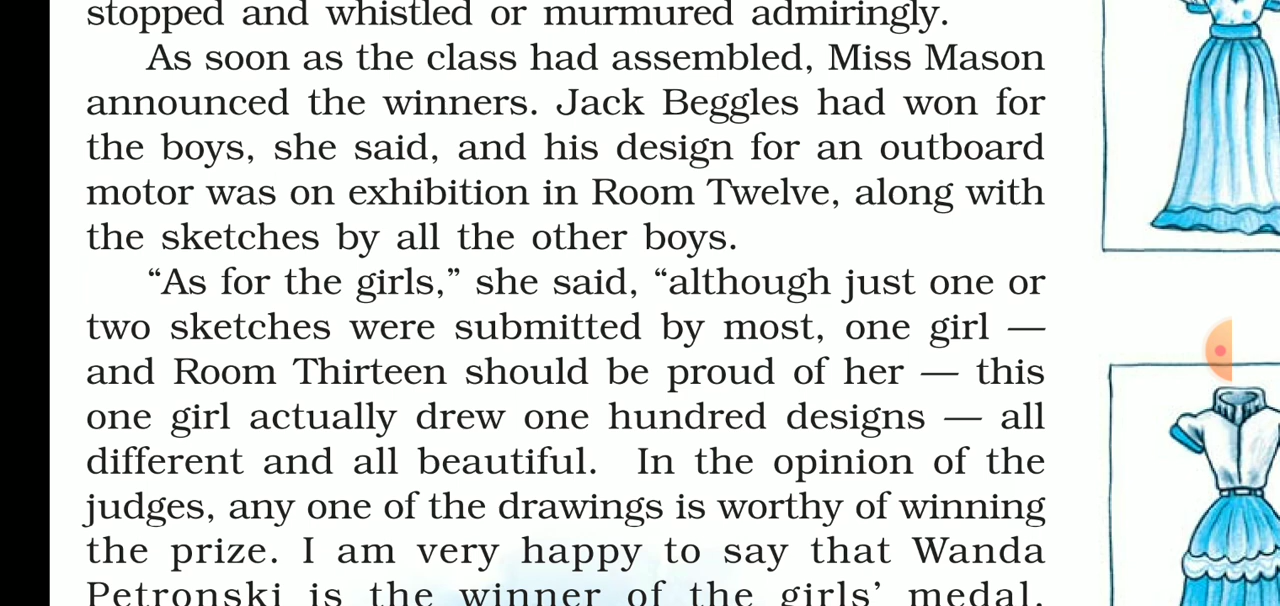 stopped and whistled or murmured admiringly.
As soon as the class had assembled, Miss Mason
announced the winners. Jack Beggles had won for
the boys, she said, and his design for an outboard
motor was on exhibition in Room Twelve, along with
the sketches by all the other boys.
“As for the girls,” she said, “although just one or
two sketches were submitted by most, one girl —
and Room Thirteen should be proud of her — this
one girl actually drew one hundred designs — all
different and all beautiful. In the opinion of the
judges, any one of the drawings is worthy of winning
the prize. I am very happy to say that Wanda
Petronski is the winner of the girls’ medal.